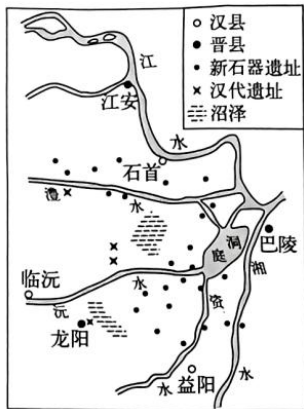 汉县
晋县
新石器遗址
汉代遗址
沼泽
江
江安
水
石首
澧
水
洞
庭
巴陵
湘
临沅
沅
水
资
龙阳
益阳
水
水